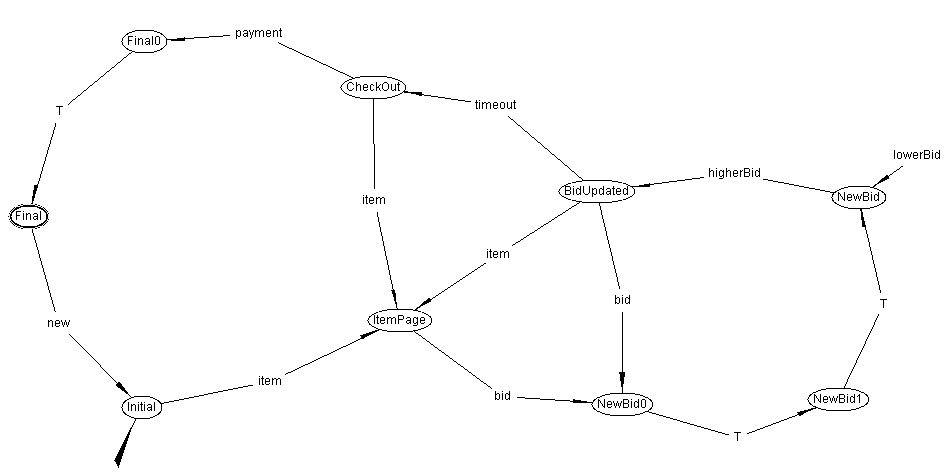 Final0
payment
CheckOut
timeout
T
lowerBid
higherBid
BidUpdated
NewBid
item
Final
item
bid
T
new
ItemPage
item
bid
NewBid1
NewBid0
Initial
T